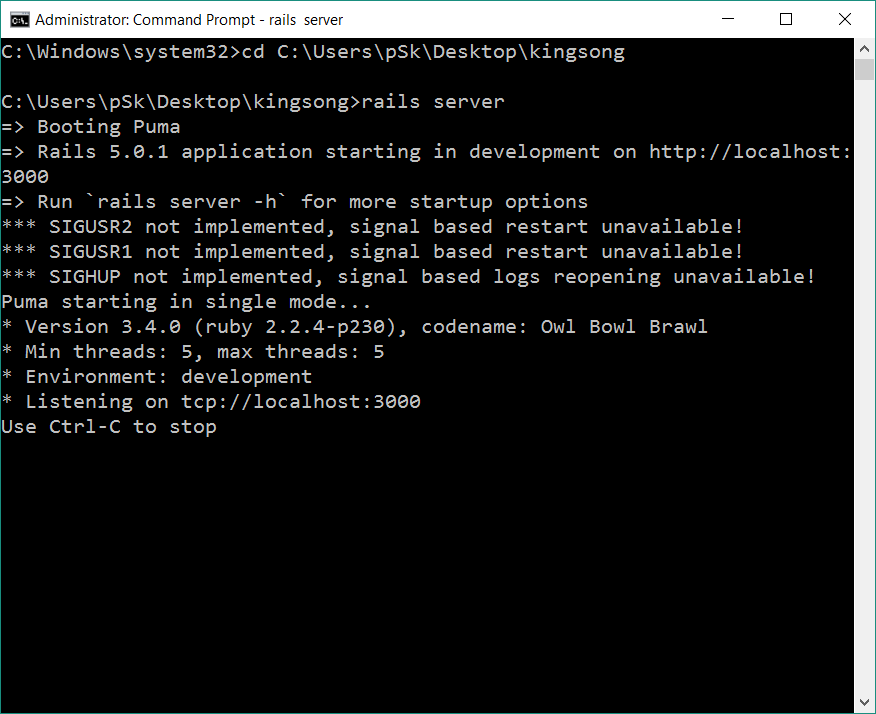 Administrator: Command Prompt - rails  server
C:\Windows\system32>cd C:\Users\pSk\Desktop\kingsong
C:\Users\pSk\Desktop\kingsong>rails server
=> Booting Puma
=> Rails 5.0.1 application starting in development on http://localhost:
3000
=> Run `rails server -h` for more startup options
*** SIGUSR2 not implemented, signal based restart unavailable!
*** SIGUSR1 not implemented, signal based restart unavailable!
*** SIGHUP not implemented, signal based logs reopening unavailable!
Puma starting in single mode...
* Version 3.4.0 (ruby 2.2.4-p230), codename: Owl Bowl Brawl
* Min threads: 5, max threads: 5
* Environment: development
* Listening on tcp://localhost:3000
Use Ctrl-C to stop